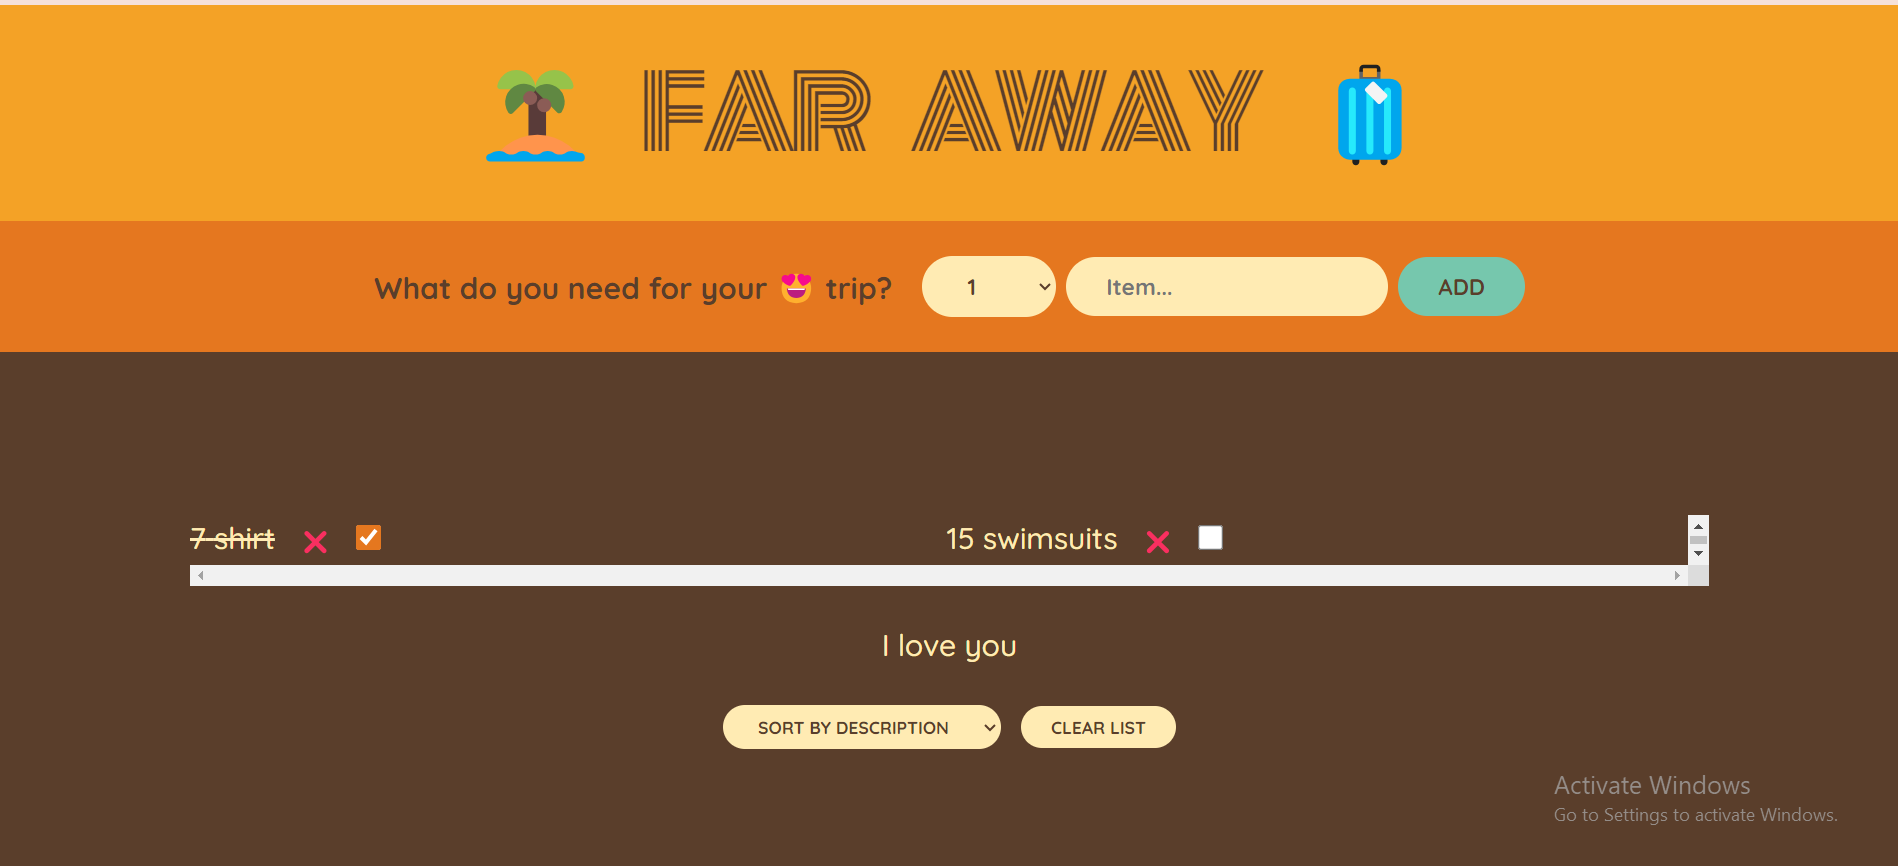 FAR AWAY
What do you need for your 😍 trip? 1 Item... ADD
7 shirt ❌ 15 swimsuits ❌
I love you
SORT BY DESCRIPTION CLEAR LIST
Activate Windows
Go to Settings to activate Windows.